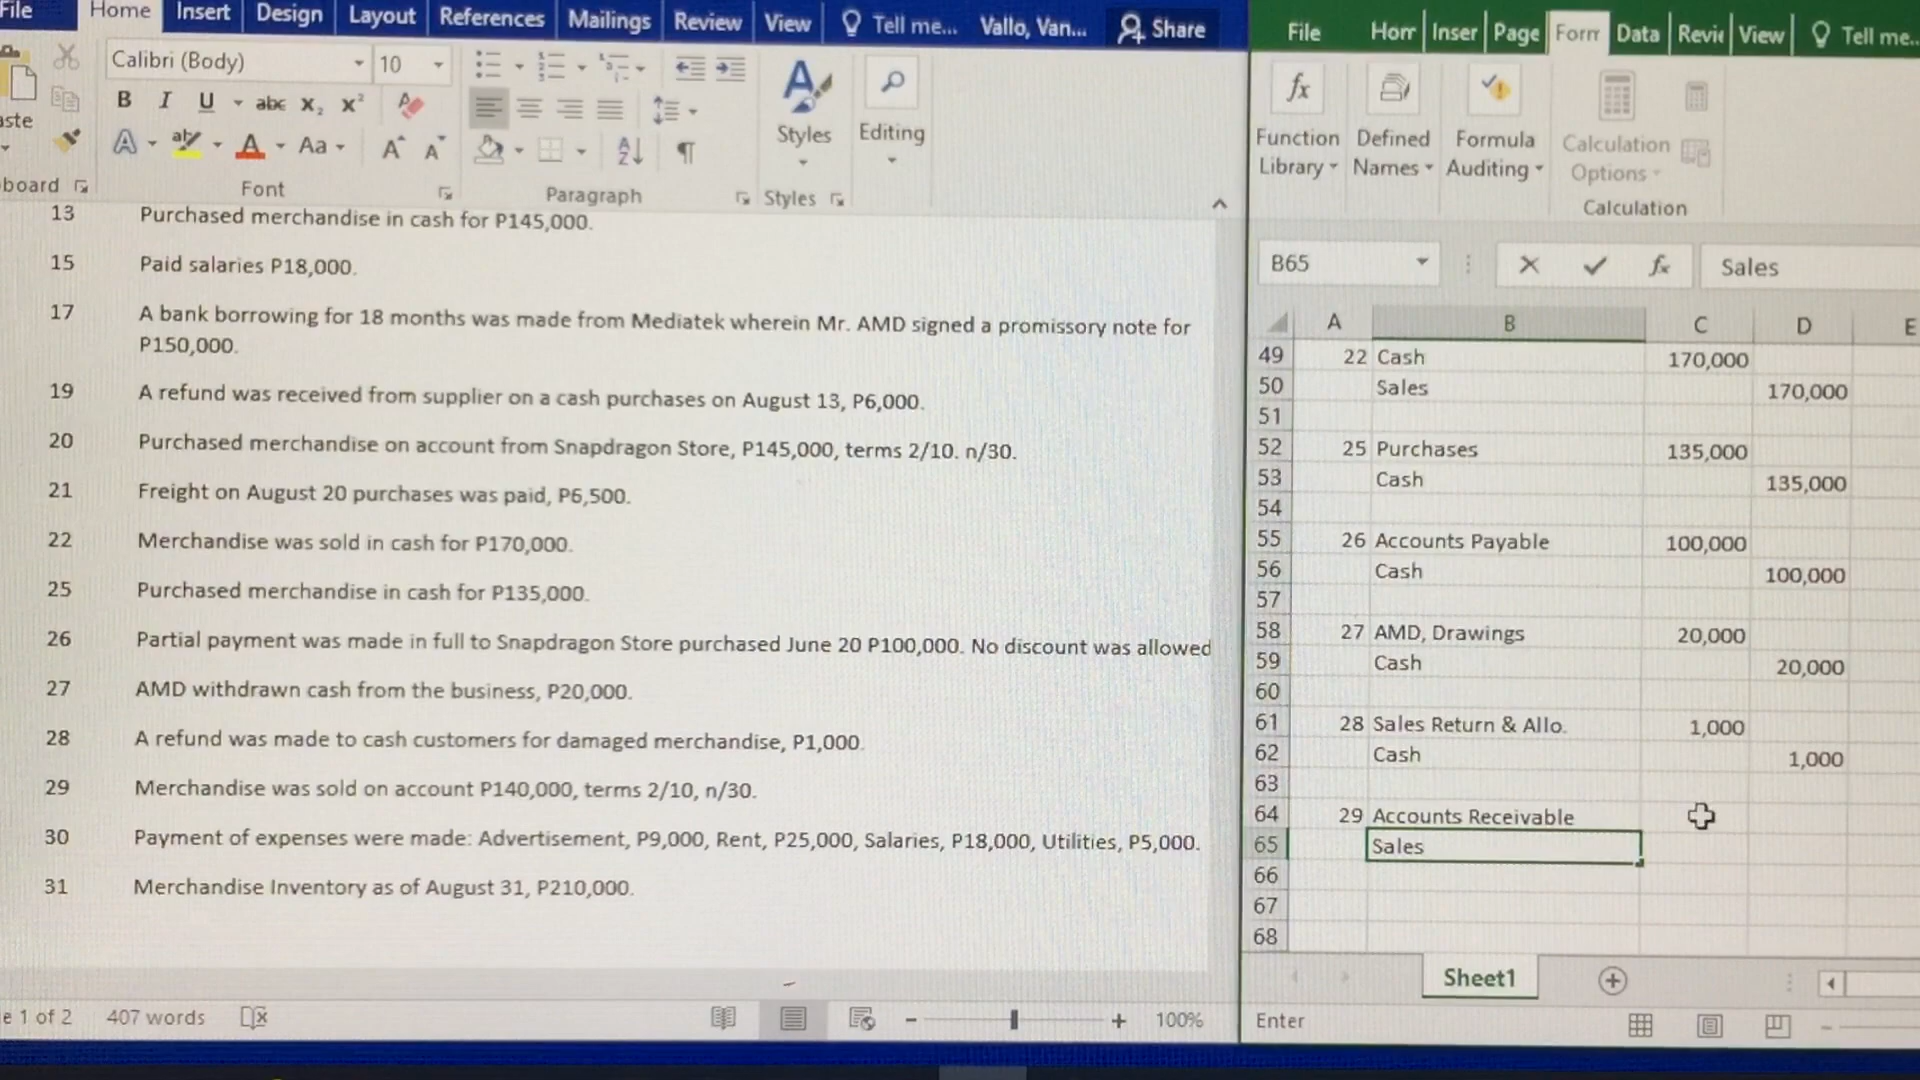 File Home Insert Design Layout References Mailings Review View Tell me... Vallo, Van... Share
Calibri (Body) 10
B I U abc X₂ X²
aste
Aa
Styles Editing
board Font Paragraph Styles
13 Purchased merchandise in cash for P145,000.
15 Paid salaries P18,000.
17 A bank borrowing for 18 months was made from Mediatek wherein Mr. AMD signed a promissory note for
P150,000.
19 A refund was received from supplier on a cash purchases on August 13, P6,000.
20 Purchased merchandise on account from Snapdragon Store, P145,000, terms 2/10. n/30.
21 Freight on August 20 purchases was paid, P6,500.
22 Merchandise was sold in cash for P170,000.
25 Purchased merchandise in cash for P135,000.
26 Partial payment was made in full to Snapdragon Store purchased June 20 P100,000. No discount was allowed
27 AMD withdrawn cash from the business, P20,000.
28 A refund was made to cash customers for damaged merchandise, P1,000.
29 Merchandise was sold on account P140,000, terms 2/10, n/30.
30 Payment of expenses were made: Advertisement, P9,000, Rent, P25,000, Salaries, P18,000, Utilities, P5,000.
31 Merchandise Inventory as of August 31, P210,000.
e 1 of 2 407 words 100%
File Hom Inser Page Form Data Revie View Tell me..
fx
Function Defined Formula Calculation
Library Names Auditing Options
Calculation
B65 fx Sales
A B C D E
49 22 Cash 170,000
50 Sales 170,000
51
52 25 Purchases 135,000
53 Cash 135,000
54
55 26 Accounts Payable 100,000
56 Cash 100,000
57
58 27 AMD, Drawings 20,000
59 Cash 20,000
60
61 28 Sales Return & Allo. 1,000
62 Cash 1,000
63
64 29 Accounts Receivable
65 Sales
66
67
68
Sheet1
Enter